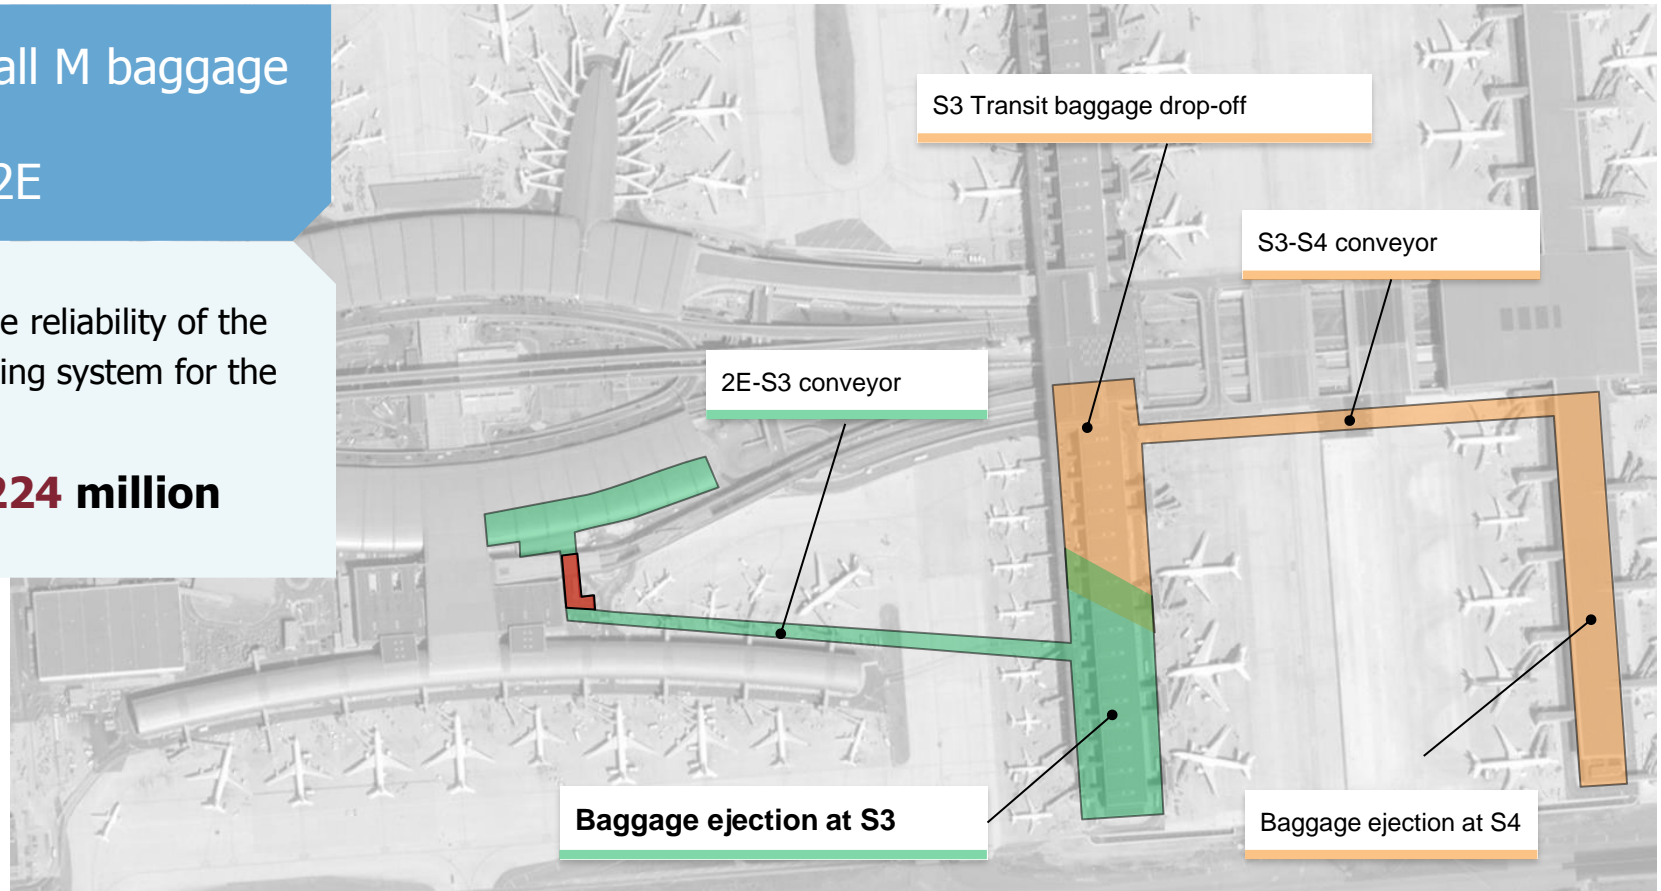 all M baggage
2E
e reliability of the
ing system for the
224 million
S3 Transit baggage drop-off
S3-S4 conveyor
2E-S3 conveyor
Baggage ejection at S3
Baggage ejection at S4